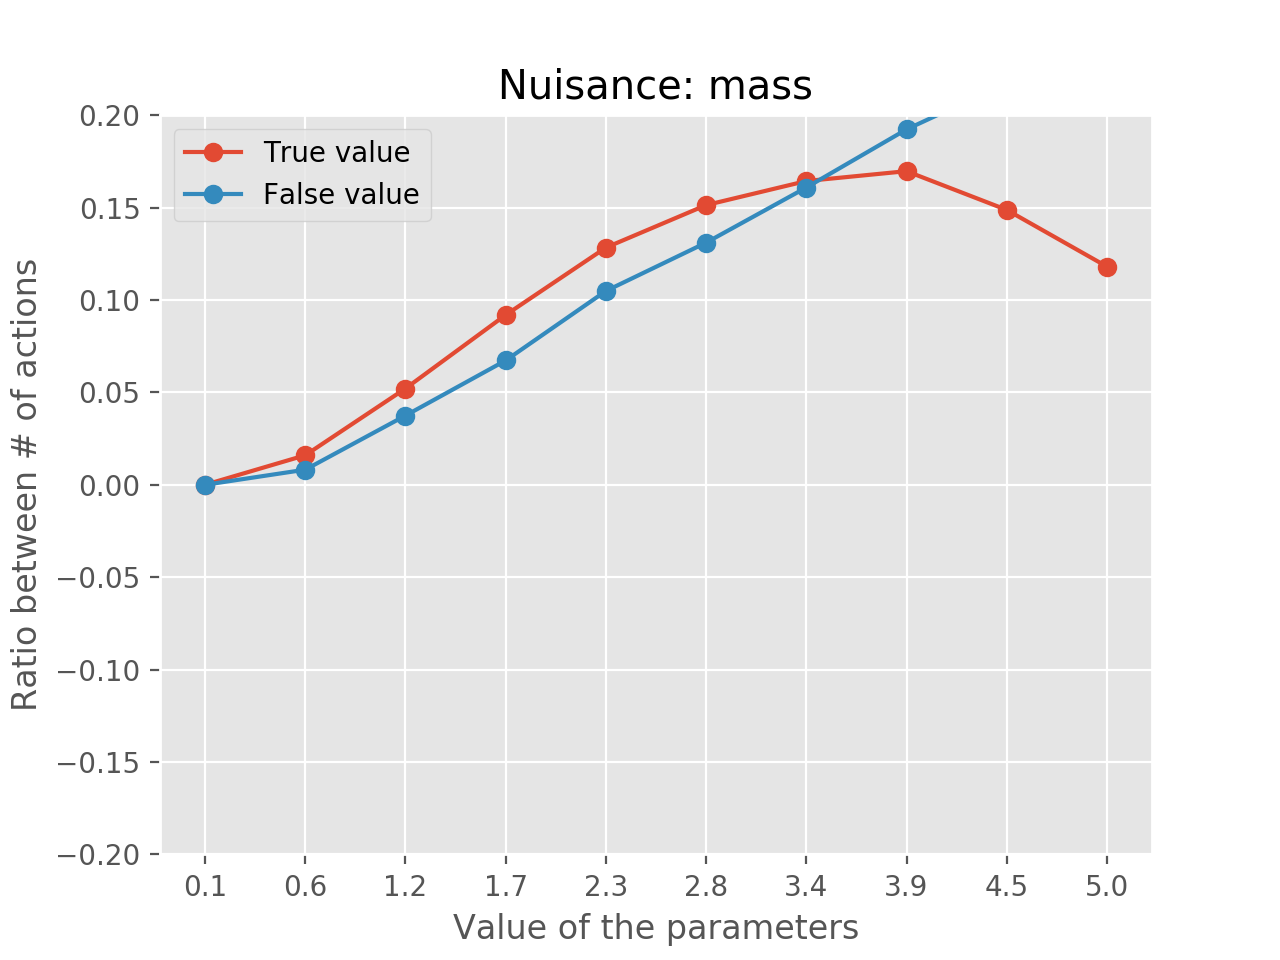 Nuisance: mass
True value
False value
0.20
0.15
0.10
0.05
0.00
−0.05
−0.10
−0.15
−0.20
Ratio between # of actions
0.1 0.6 1.2 1.7 2.3 2.8 3.4 3.9 4.5 5.0
Value of the parameters